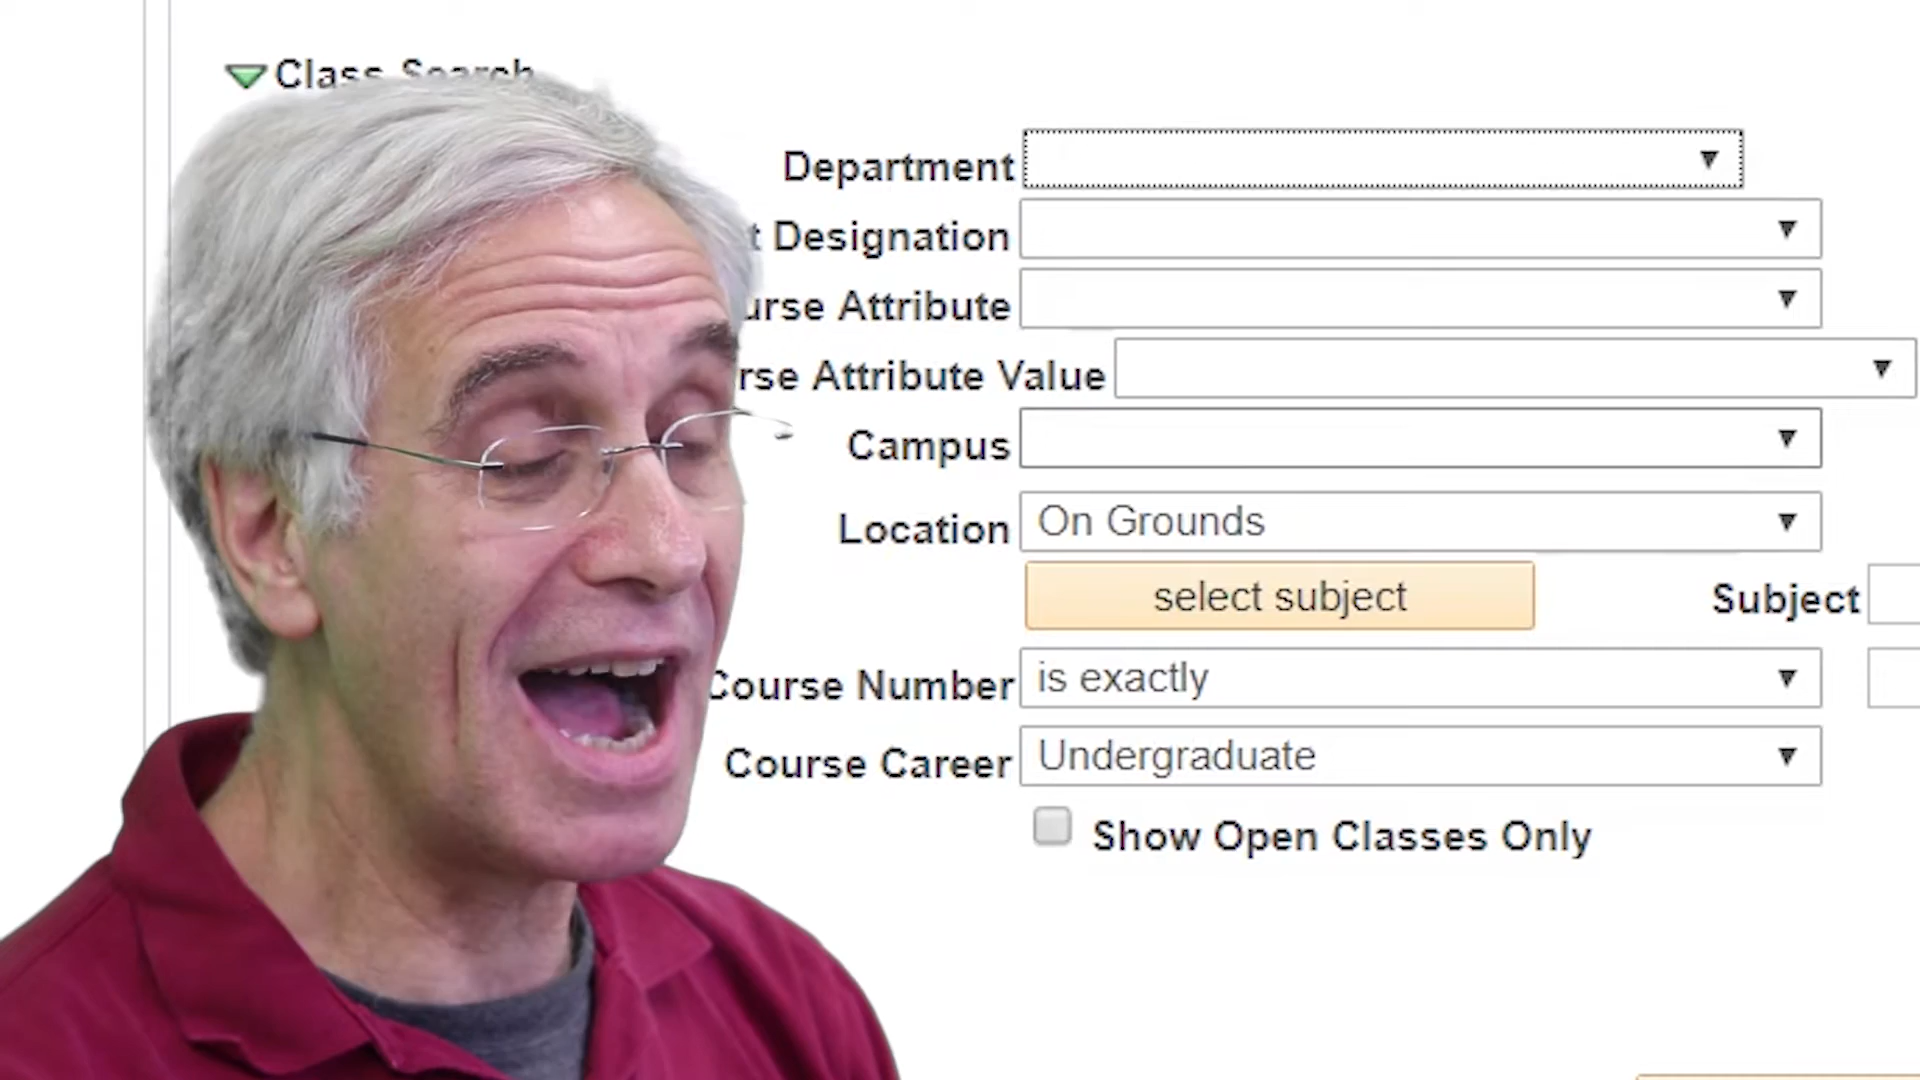 Class Search
Department
t Designation
urse Attribute
rse Attribute Value
Campus
Location On Grounds
select subject Subject
Course Number is exactly
Course Career Undergraduate
Show Open Classes Only